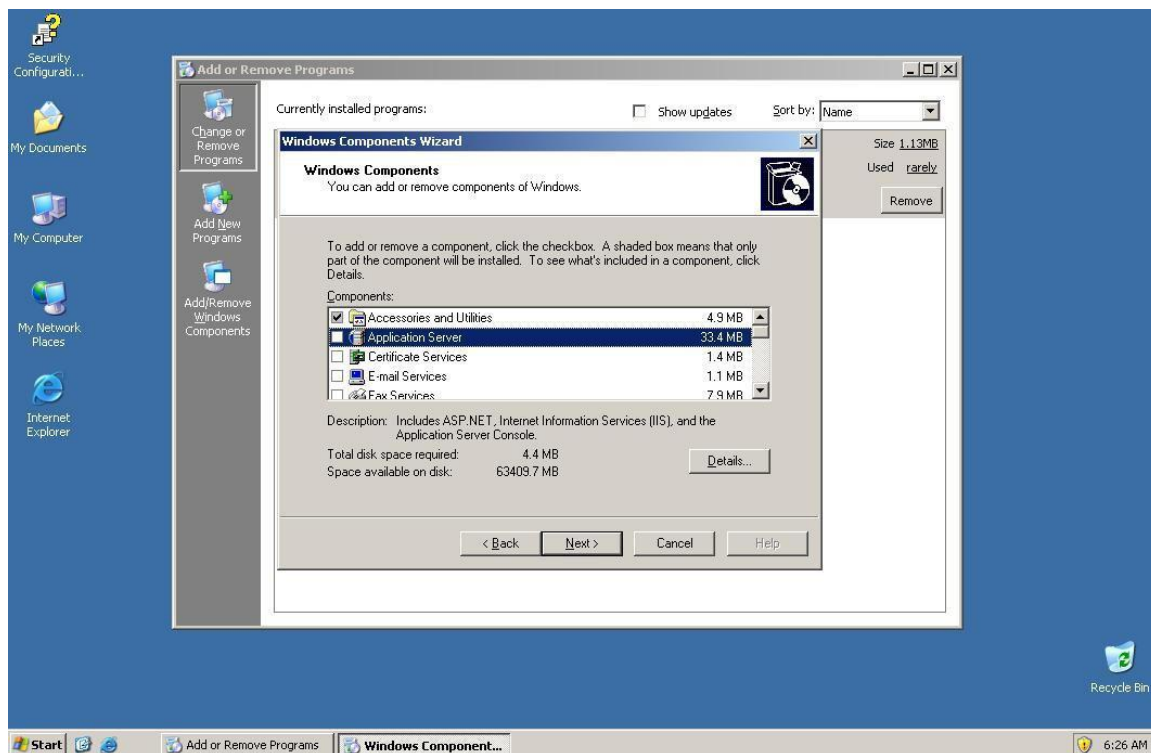 Security
Configurati...
My Documents
My Computer
My Network
Places
Internet
Explorer
Add or Remove Programs
Change or
Remove
Programs
Add New
Programs
Add/Remove
Windows
Components
Currently installed programs:
Show updates
Sort by: Name
Size 1.13MB
Used rarely
Remove
Windows Components Wizard
Windows Components
You can add or remove components of Windows.
To add or remove a component, click the checkbox. A shaded box means that only
part of the component will be installed. To see what's included in a component, click
Details.
Components:
Accessories and Utilities 4.9 MB
Application Server 33.4 MB
Certificate Services 1.4 MB
E-mail Services 1.1 MB
Fax Services 7.9 MB
Description: Includes ASP.NET, Internet Information Services (IIS), and the
Application Server Console.
Total disk space required: 4.4 MB
Space available on disk: 63409.7 MB
Details...
< Back
Next >
Cancel
Help
Recycle Bin
Start
Add or Remove Programs
Windows Component...
6:26 AM